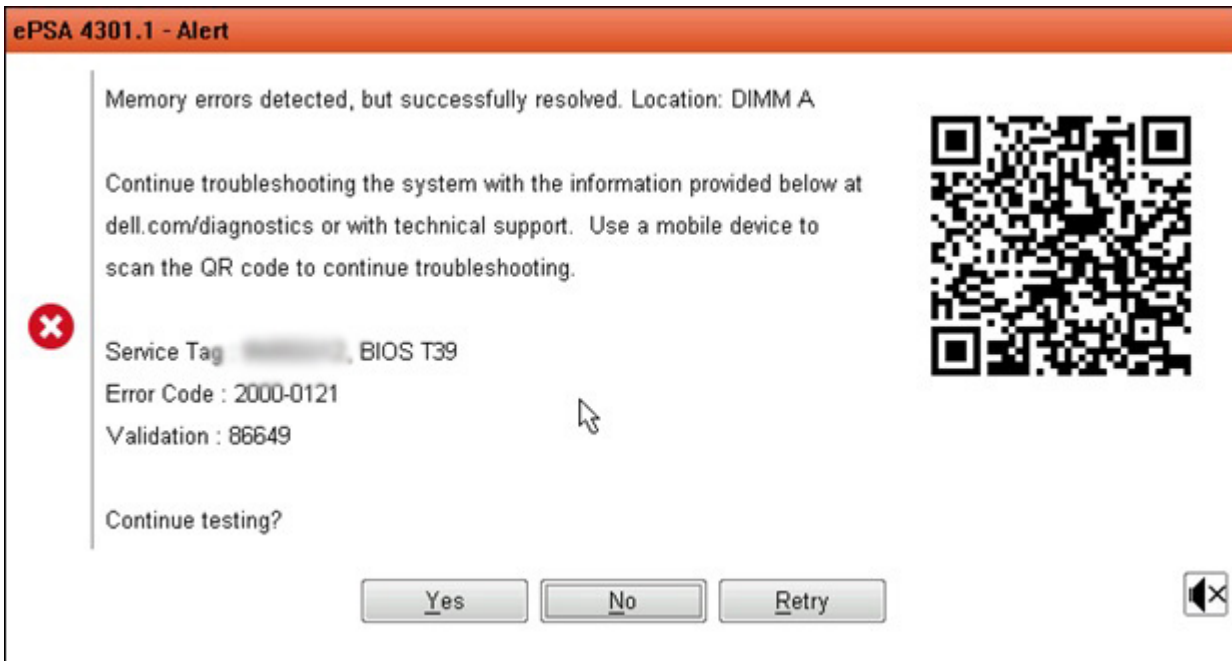 ePSA 4301.1 - Alert
Memory errors detected, but successfully resolved. Location: DIMM A
Continue troubleshooting the system with the information provided below at
dell.com/diagnostics or with technical support. Use a mobile device to
scan the QR code to continue troubleshooting.
Service Tag : , BIOS T39
Error Code : 2000-0121
Validation : 86649
Continue testing?
Yes No Retry